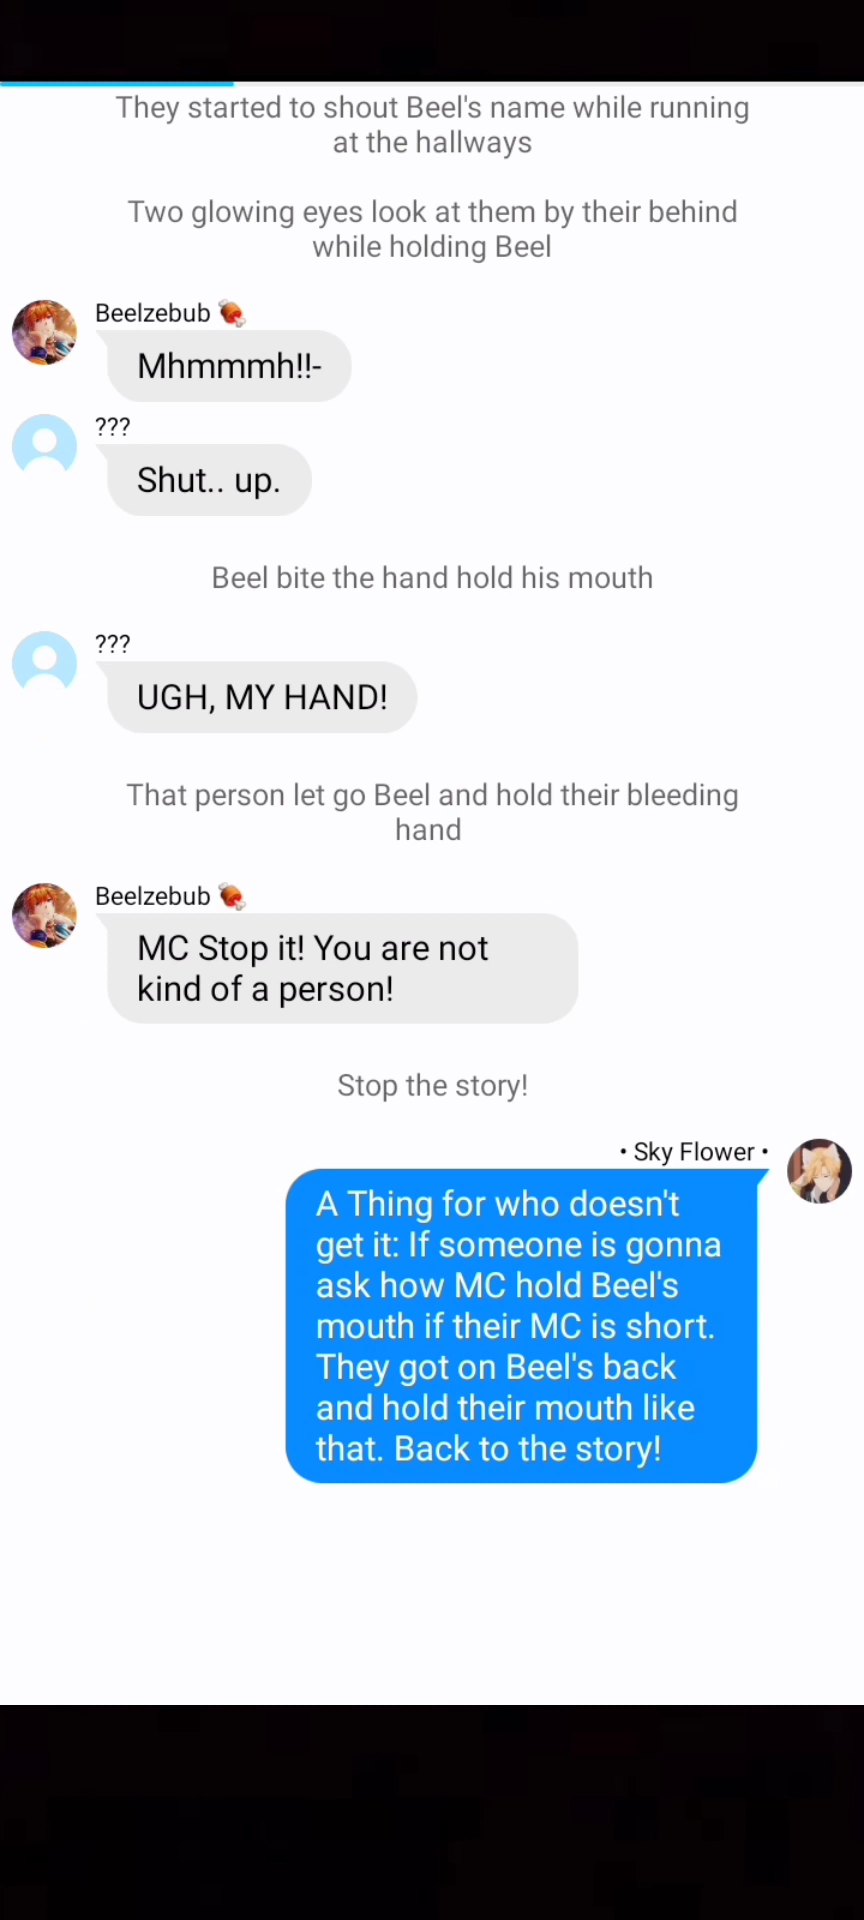 They started to shout Beel's name while running
at the hallways
Two glowing eyes look at them by their behind
while holding Beel
Beelzebub 🍖
Mhmmmh!!-
???
Shut.. up.
Beel bite the hand hold his mouth
???
UGH, MY HAND!
That person let go Beel and hold their bleeding
hand
Beelzebub 🍖
MC Stop it! You are not
kind of a person!
Stop the story!
• Sky Flower •
A Thing for who doesn't
get it: If someone is gonna
ask how MC hold Beel's
mouth if their MC is short.
They got on Beel's back
and hold their mouth like
that. Back to the story!